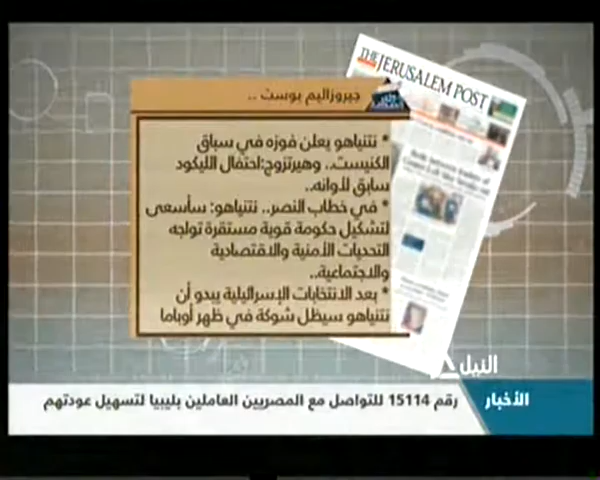 THE JERUSALEM POST
جيروزاليم بوست ..
* نتنياهو يعلن فوزه في سباق
الكنيست.. وهيرتزوج:احتفال الليكود
سابق لأوانه..
* في خطاب النصر.. نتنياهو: سأسعى
لتشكيل حكومة قوية مستقرة تواجه
التحديات الأمنية والاقتصادية
والاجتماعية..
* بعد الانتخابات الإسرائيلية يبدو أن
نتنياهو سيظل شوكة في ظهر أوباما
النيل
الأخبار
رقم 15114 للتواصل مع المصريين العاملين بليبيا لتسهيل عودتهم